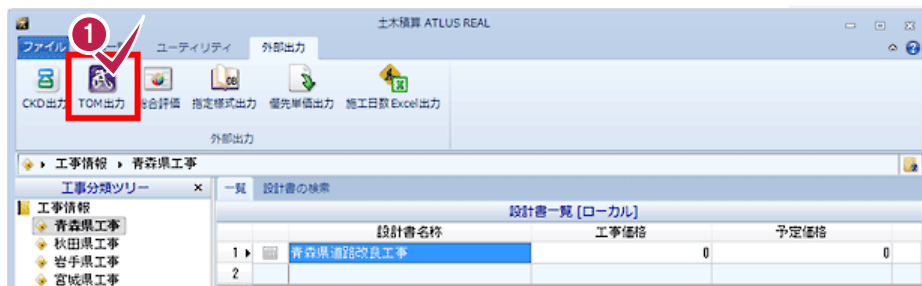 土木積算 ATLUS REAL
ファイル
ユーティリティ
外部出力
1
CKD出力
TOM出力
総合評価
指定様式出力
優先単価出力
施工日数Excel出力
外部出力
工事情報
青森県工事
工事分類ツリー
×
一覧
設計書の検索
工事情報
青森県工事
秋田県工事
岩手県工事
宮城県工事
設計書一覧 [ローカル]
設計書名称
工事価格
予定価格
1
青森県道路改良工事
0
0
2